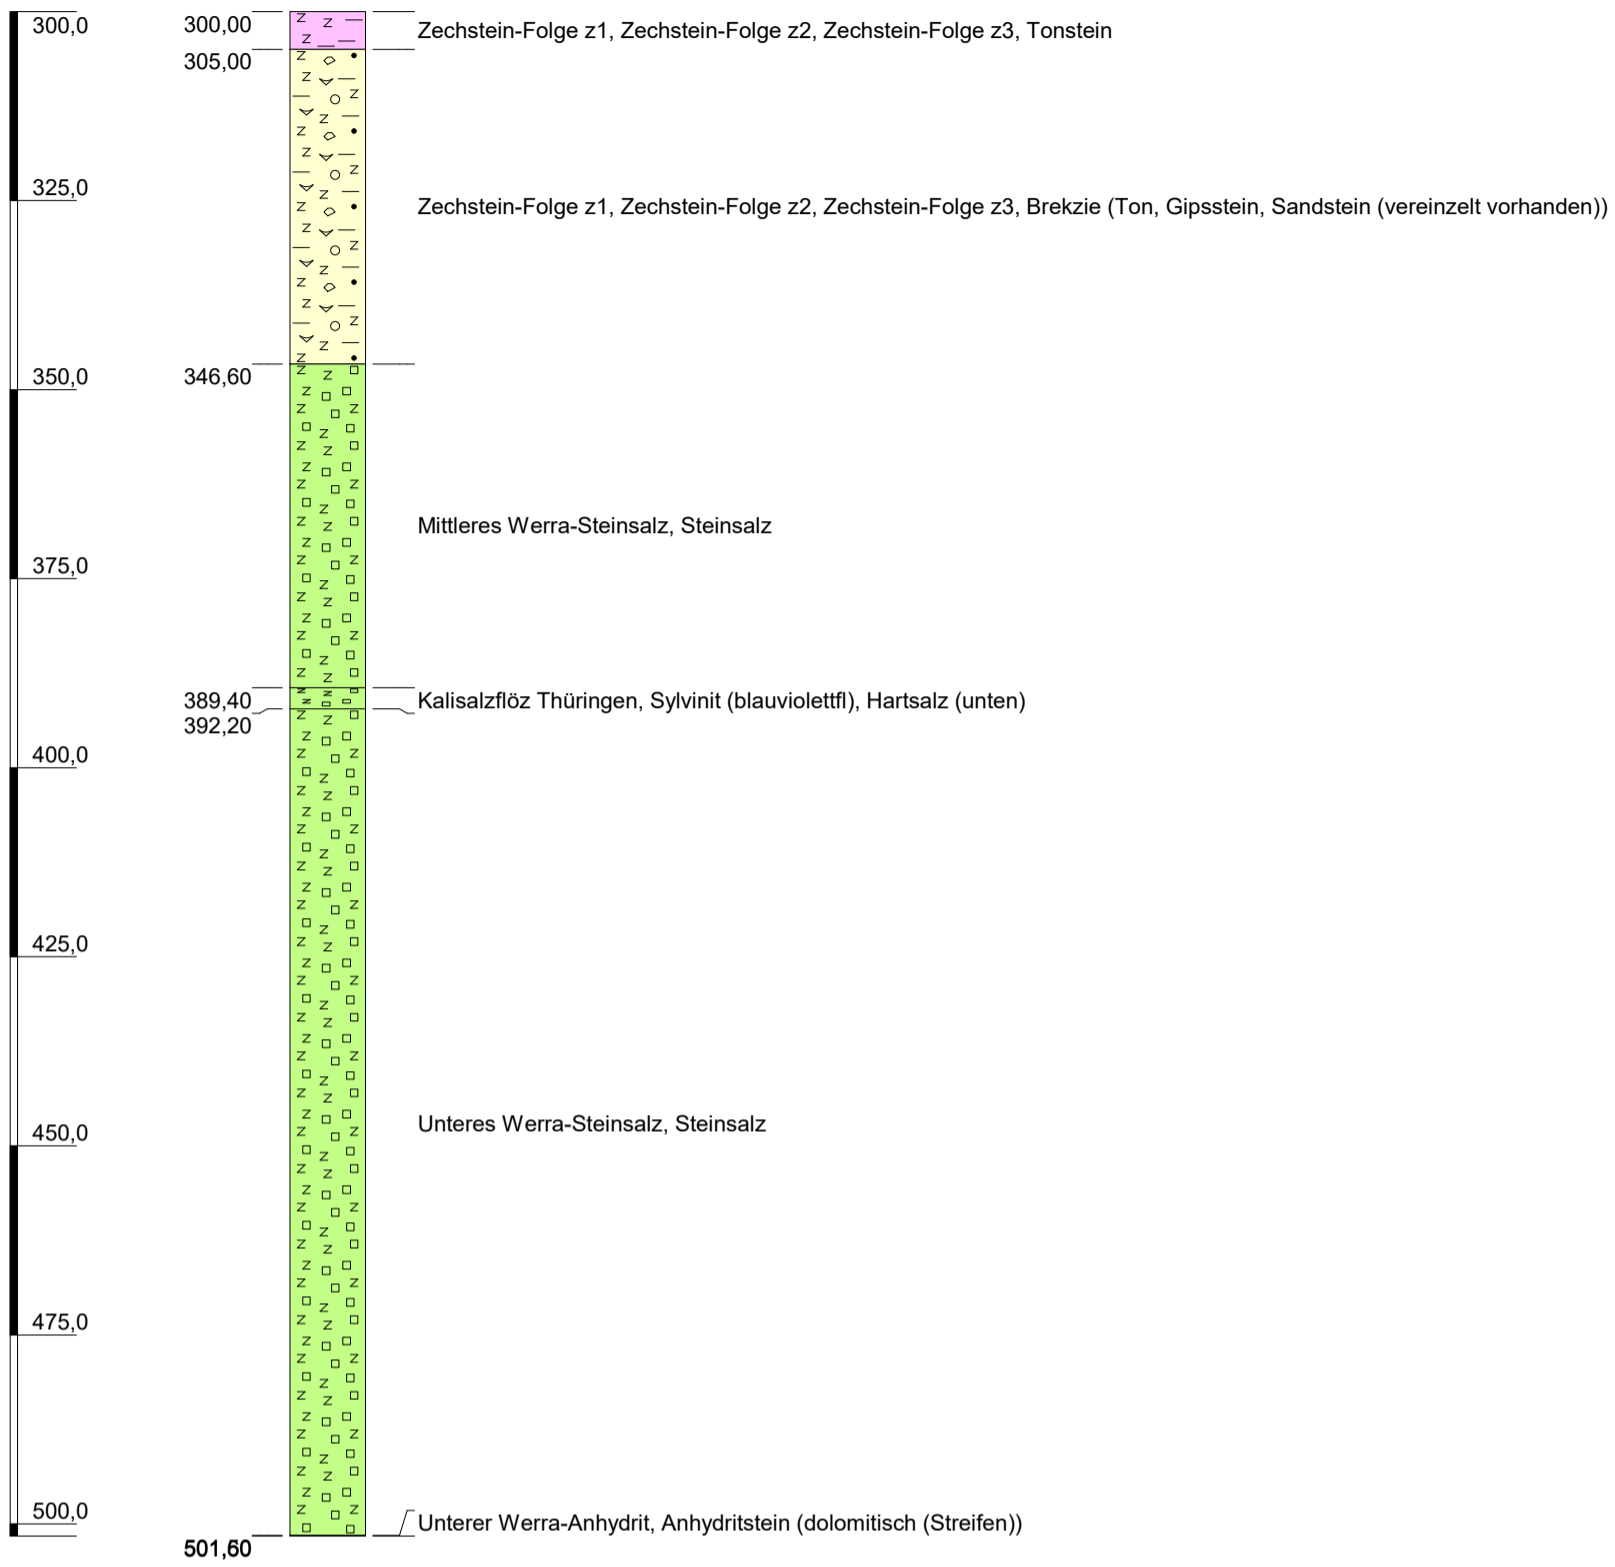 300,0 300,00 Zechstein-Folge z1, Zechstein-Folge z2, Zechstein-Folge z3, Tonstein
305,00
325,0 Zechstein-Folge z1, Zechstein-Folge z2, Zechstein-Folge z3, Brekzie (Ton, Gipsstein, Sandstein (vereinzelt vorhanden))
350,0 346,60
Mittleres Werra-Steinsalz, Steinsalz
375,0
389,40 Kalisalzflöz Thüringen, Sylvinit (blauviolettfl), Hartsalz (unten)
392,20
400,0
425,0
450,0 Unteres Werra-Steinsalz, Steinsalz
475,0
500,0 Unterer Werra-Anhydrit, Anhydritstein (dolomitisch (Streifen))
501,60